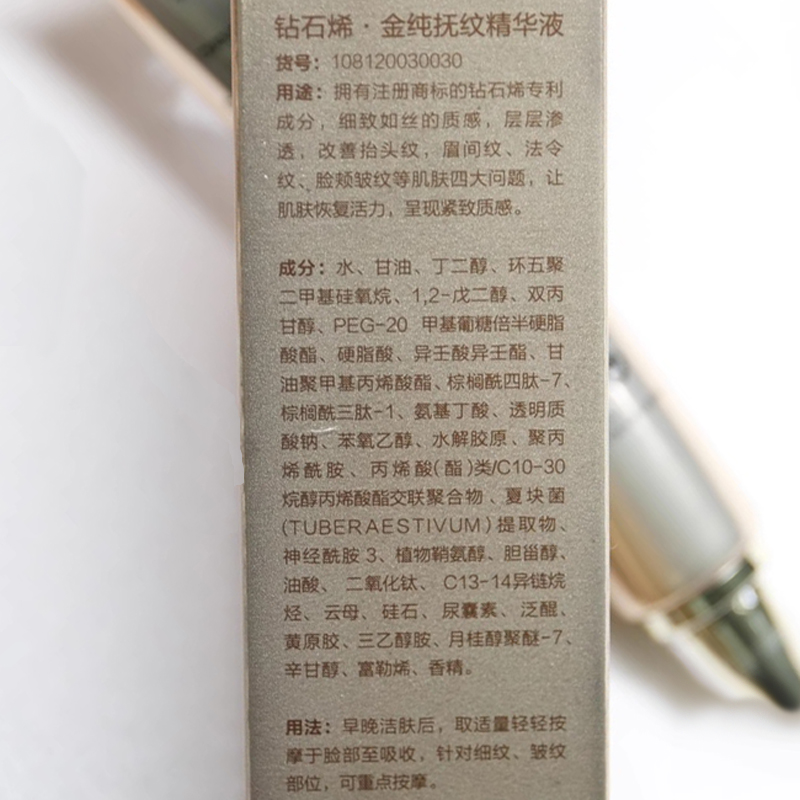 钻石烯·金纯抚纹精华液
货号：108120030030
用途：拥有注册商标的钻石烯专利
成分，细致如丝的质感，层层渗
透，改善抬头纹，眉间纹、法令
纹、脸颊皱纹等肌肤四大问题，让
肌肤恢复活力，呈现紧致质感。
成分：水、甘油、丁二醇、环五聚
二甲基硅氧烷、1,2-戊二醇、双丙
甘醇、PEG-20 甲基葡糖倍半硬脂
酸酯、硬脂酸、异壬酸异壬酯、甘
油聚甲基丙烯酸酯、棕榈酰四肽-7、
棕榈酰三肽-1、氨基丁酸、透明质
酸钠、苯氧乙醇、水解胶原、聚丙
烯酰胺、丙烯酸(酯)类/C10-30
烷醇丙烯酸酯交联聚合物、夏块菌
(TUBERAESTIVUM)提取物、
神经酰胺 3、植物鞘氨醇、胆甾醇、
油酸、二氧化钛、C13-14异链烷
烃、云母、硅石、尿囊素、泛醌、
黄原胶、三乙醇胺、月桂醇聚醚-7、
辛甘醇、富勒烯、香精。
用法：早晚洁肤后，取适量轻轻按
摩于脸部至吸收，针对细纹、皱纹
部位，可重点按摩。